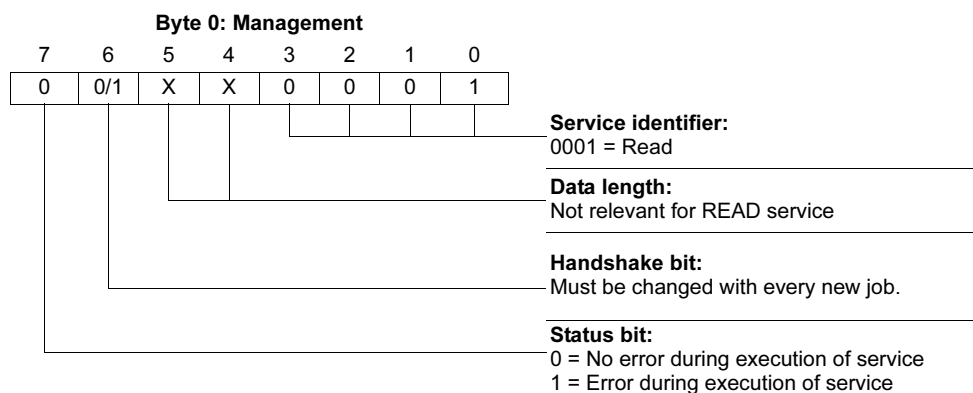 Byte 0: Management
7 6 5 4 3 2 1 0
0 0/1 X X 0 0 0 1
Service identifier:
0001 = Read
Data length:
Not relevant for READ service
Handshake bit:
Must be changed with every new job.
Status bit:
0 = No error during execution of service
1 = Error during execution of service